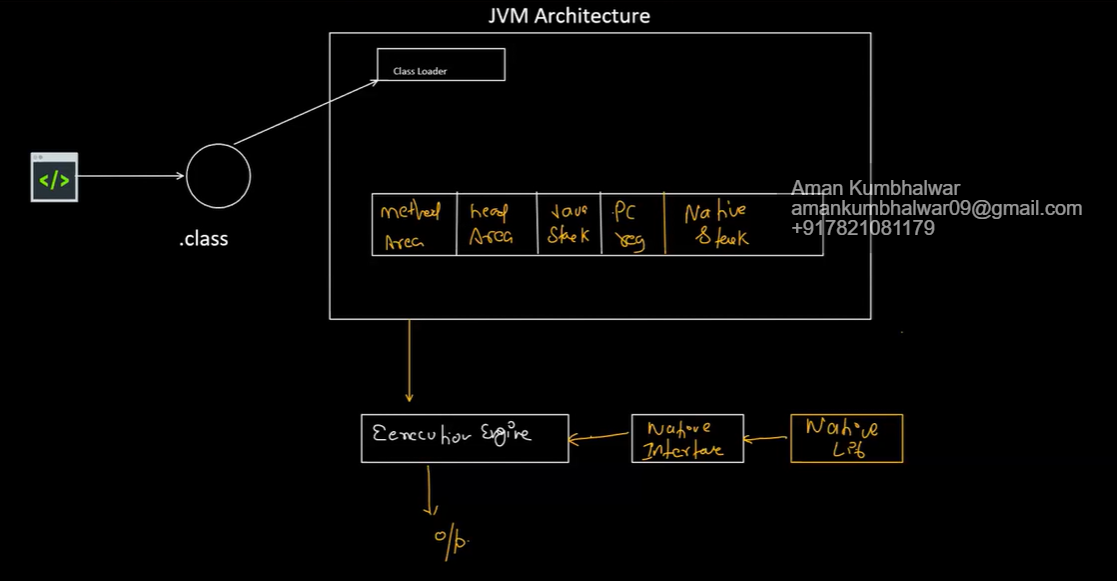 JVM Architecture
Class Loader
</>
.class
method Area
heap Area
Java Stack
PC reg
Native Stack
Aman Kumbhalwar
amankumbhalwar09@gmail.com
+917821081179
Execution Engine
Native Interface
Native Lib
o/p.